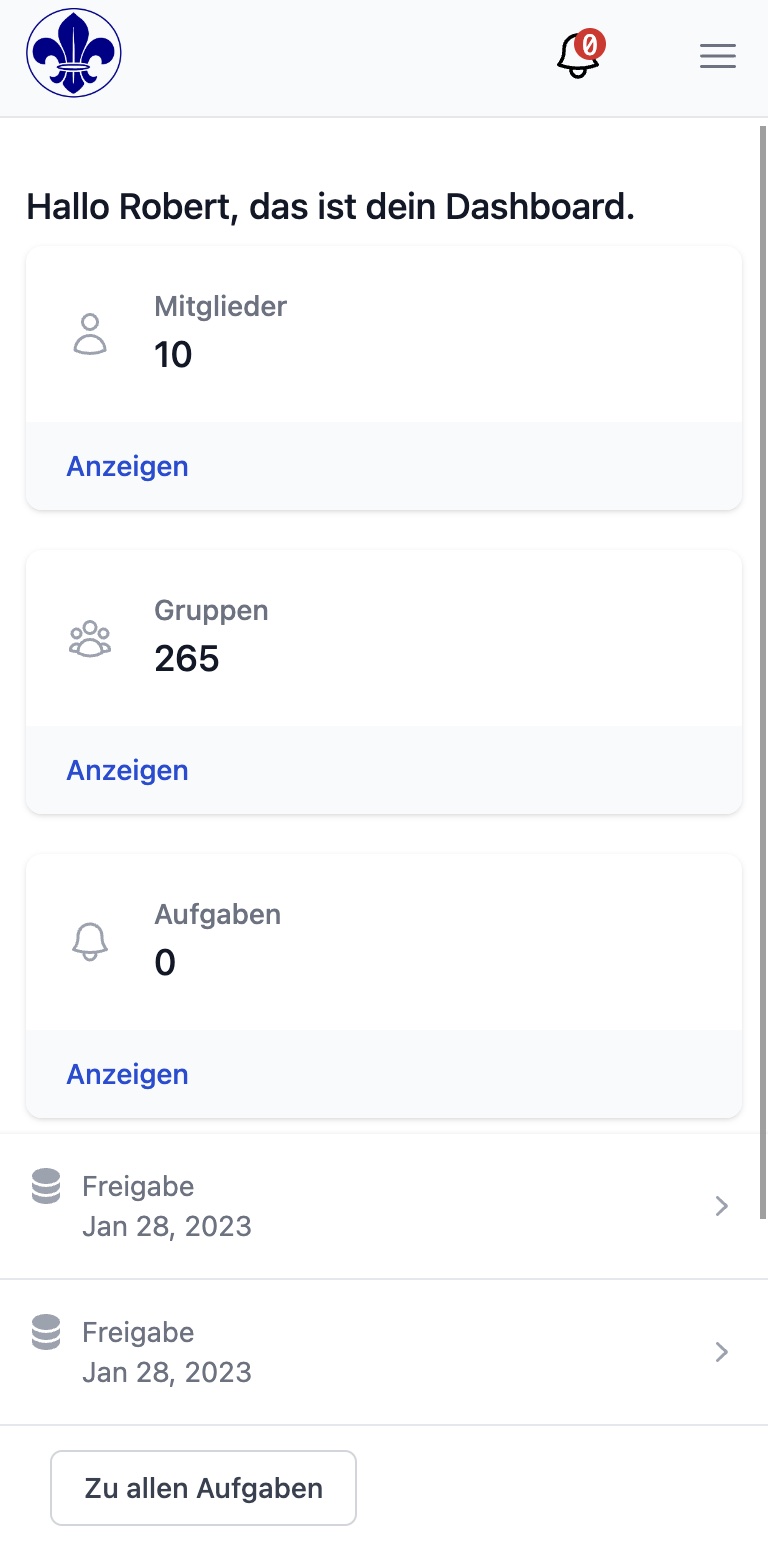 0
Hallo Robert, das ist dein Dashboard.
Mitglieder
10
Anzeigen
Gruppen
265
Anzeigen
Aufgaben
0
Anzeigen
Freigabe
Jan 28, 2023
Freigabe
Jan 28, 2023
Zu allen Aufgaben